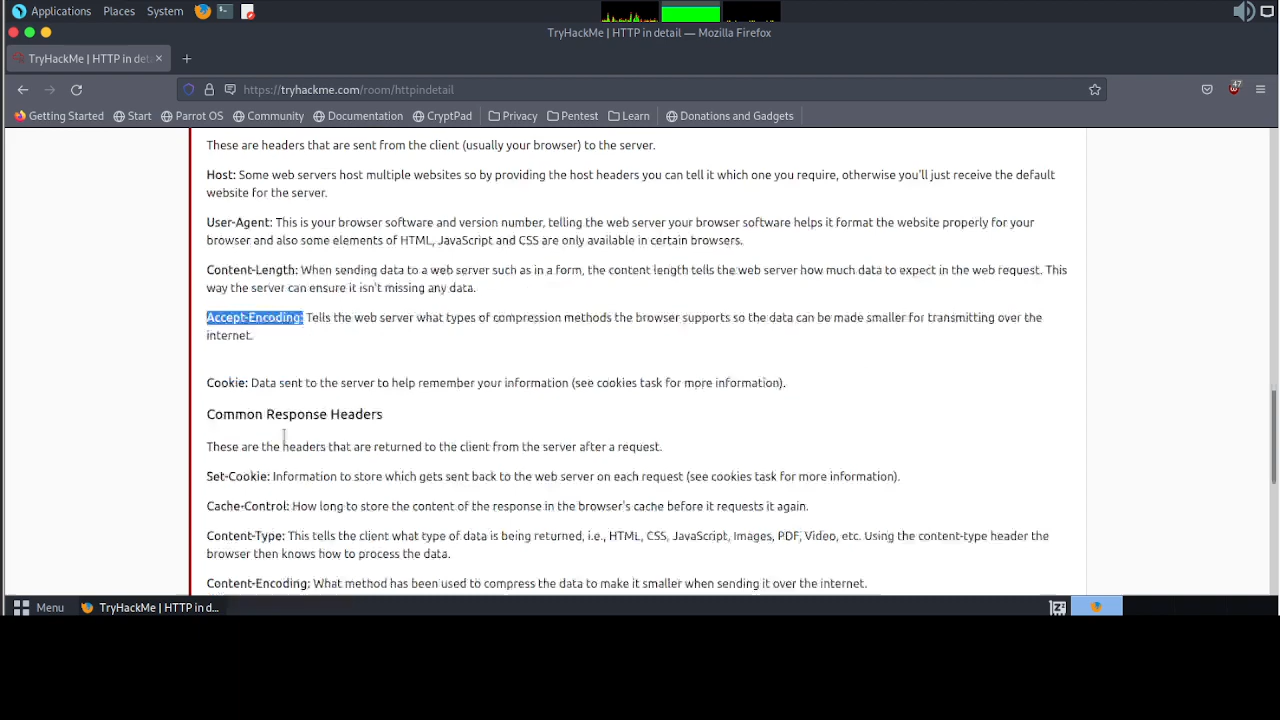 Applications Places System
TryHackMe | HTTP in detail — Mozilla Firefox
TryHackMe | HTTP in det
https://tryhackme.com/room/httpindetail
47
Getting Started Start Parrot OS Community Documentation CryptPad Privacy Pentest Learn Donations and Gadgets
These are headers that are sent from the client (usually your browser) to the server.
Host: Some web servers host multiple websites so by providing the host headers you can tell it which one you require, otherwise you'll just receive the default
website for the server.
User-Agent: This is your browser software and version number, telling the web server your browser software helps it format the website properly for your
browser and also some elements of HTML, JavaScript and CSS are only available in certain browsers.
Content-Length: When sending data to a web server such as in a form, the content length tells the web server how much data to expect in the web request. This
way the server can ensure it isn't missing any data.
Accept-Encoding: Tells the web server what types of compression methods the browser supports so the data can be made smaller for transmitting over the
internet.
Cookie: Data sent to the server to help remember your information (see cookies task for more information).
Common Response Headers
These are the headers that are returned to the client from the server after a request.
Set-Cookie: Information to store which gets sent back to the web server on each request (see cookies task for more information).
Cache-Control: How long to store the content of the response in the browser's cache before it requests it again.
Content-Type: This tells the client what type of data is being returned, i.e., HTML, CSS, JavaScript, Images, PDF, Video, etc. Using the content-type header the
browser then knows how to process the data.
Content-Encoding: What method has been used to compress the data to make it smaller when sending it over the internet.
Menu TryHackMe | HTTP in d...